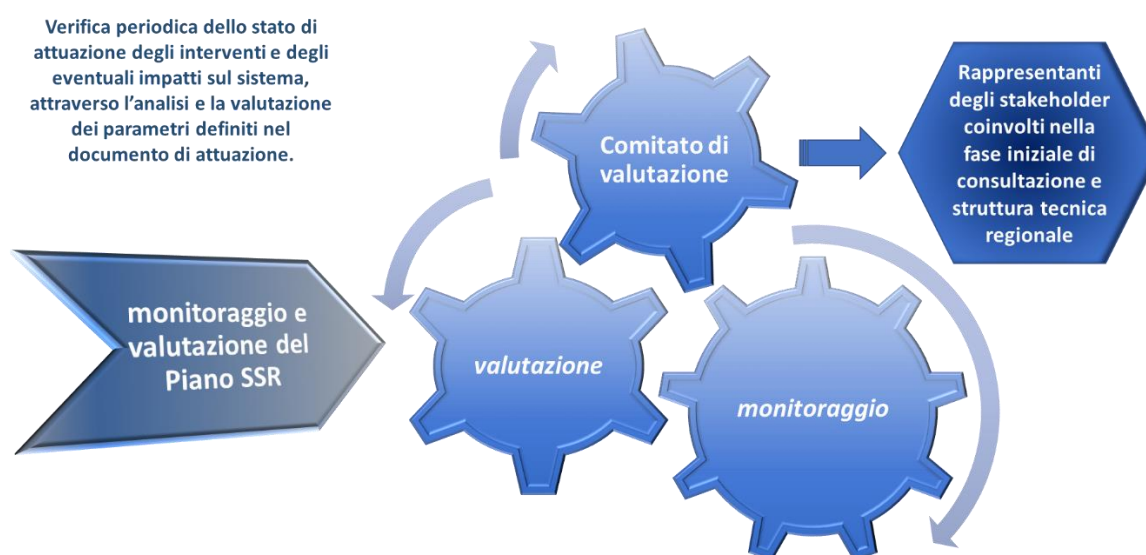 Verifica periodica dello stato di
attuazione degli interventi e degli
eventuali impatti sul sistema,
attraverso l'analisi e la valutazione
dei parametri definiti nel
documento di attuazione.
Comitato di
valutazione
Rappresentanti
degli stakeholder
coinvolti nella
fase iniziale di
consultazione e
struttura tecnica
regionale
monitoraggio e
valutazione del
Piano SSR
valutazione
monitoraggio